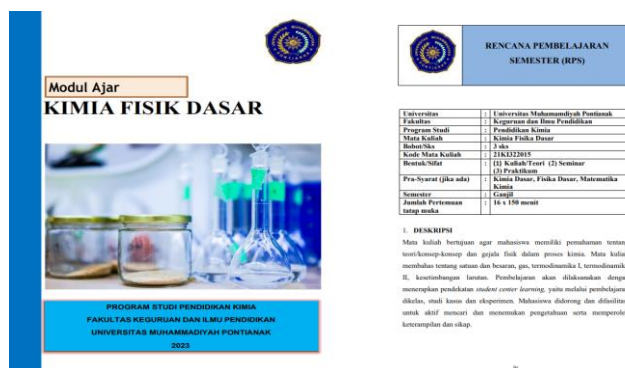 Modul Ajar
KIMIA FISIK DASAR
PROGRAM STUDI PENDIDIKAN KIMIA
FAKULTAS KEGURUAN DAN ILMU PENDIDIKAN
UNIVERSITAS MUHAMMADIYAH PONTIANAK
2023
RENCANA PEMBELAJARAN
SEMESTER (RPS)
Universitas : Universitas Muhamamdiyah Pontianak
Fakultas : Keguruan dan Ilmu Pendidikan
Program Studi : Pendidikan Kimia
Mata Kuliah : Kimia Fisika Dasar
Bobot/Sks : 3 sks
Kode Mata Kuliah : 21KI322015
Bentuk/Sifat : (1) Kuliah/Teori (2) Seminar
(3) Praktikum
Pra-Syarat (jika ada) : Kimia Dasar, Fisika Dasar, Matematika
Kimia
Semester : Ganjil
Jumlah Pertemuan : 16 x 150 menit
tatap muka
1. DESKRIPSI
Mata kuliah bertujuan agar mahasiswa memiliki pemahaman tentan
teori/konsep-konsep dan gejala fisik dalam proses kimia. Mata kulia
membahas tentang satuan dan besaran, gas, termodinamika I, termodinamik
II, kesetimbangan larutan. Pembelajaran akan dilaksanakan denga
menerapkan pendekatan student center learning, yaitu melalui pembelajara
dikelas, studi kasus dan eksperimen. Mahasiswa didorong dan difasilita
untuk aktif mencari dan menemukan pengetahuan serta memperole
keterampilan dan sikap.